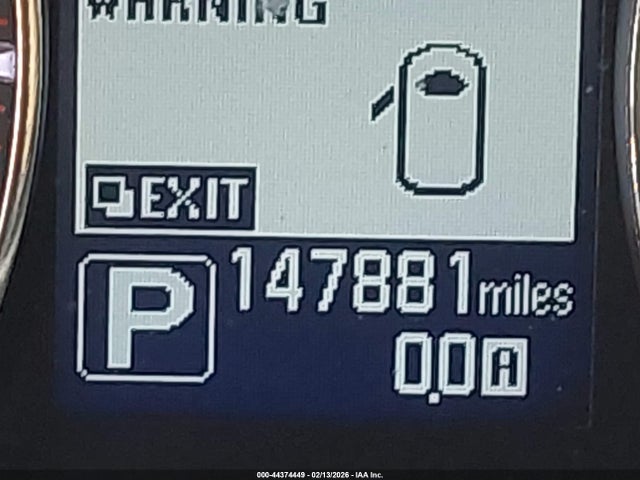 WARNING
EXIT
P
147881 miles
0.0 A
000-44374449 - 02/13/2026 - IAA Inc.